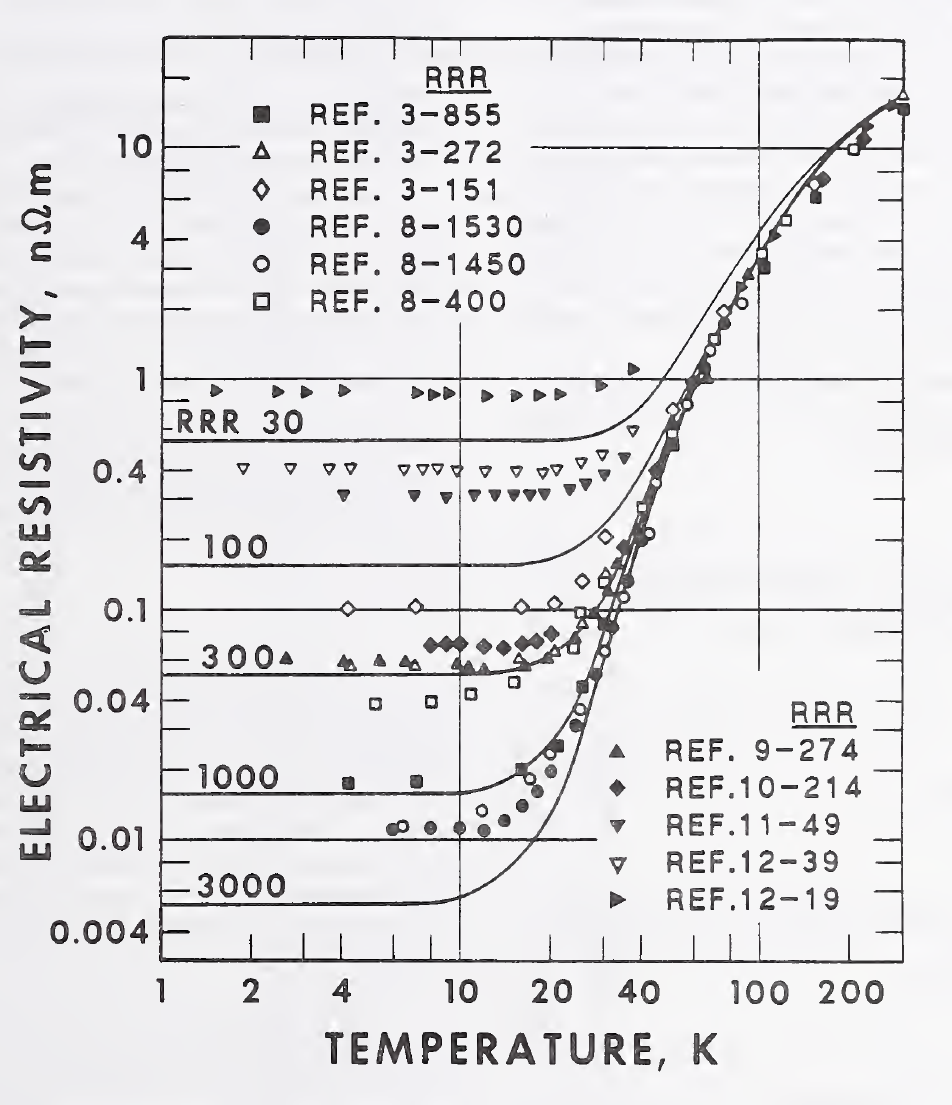 RRR
REF. 3-855
REF. 3-272
REF. 3-151
REF. 8-1530
REF. 8-1450
REF. 8-400
RRR 30
100
300
1000
3000
RRR
REF. 9-274
REF.10-214
REF.11-49
REF.12-39
REF.12-19
ELECTRICAL RESISTIVITY, nΩm
10
4
1
0.4
0.1
0.04
0.01
0.004
1 2 4 10 20 40 100 200
TEMPERATURE, K